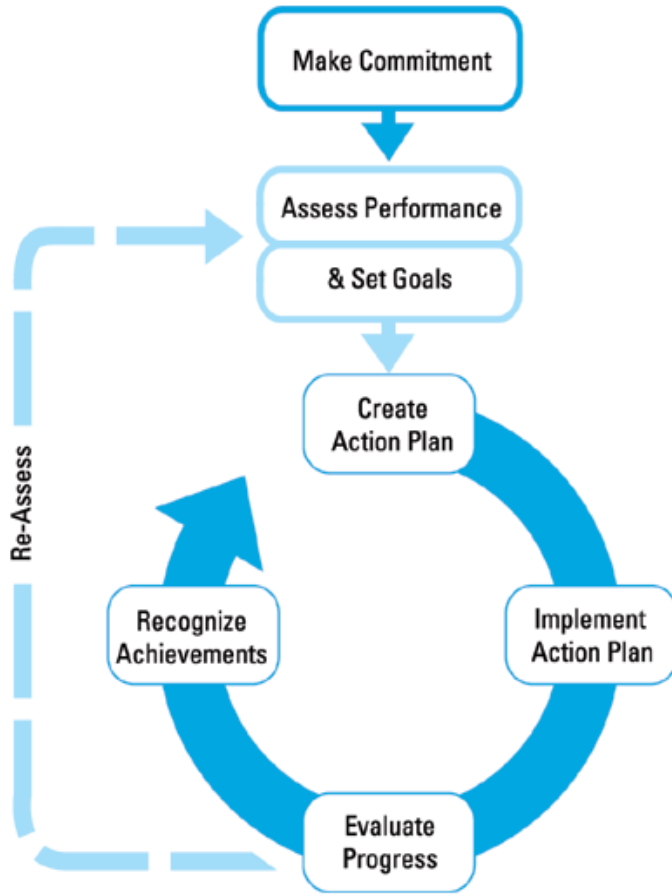 Make Commitment
Assess Performance
& Set Goals
Create
Action Plan
Re-Assess
Recognize
Achievements
Implement
Action Plan
Evaluate
Progress